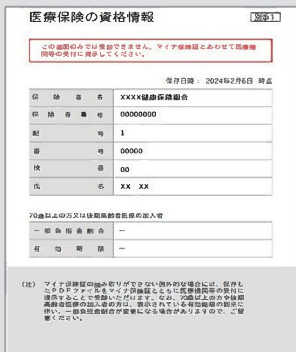 医療保険の資格情報
別添1
この画面のみでは受診できません。マイナ保険証とあわせて医療機
関等の受付に提示してください。
保存日時: 2024年2月6日 時点
保険者名 XXXX健康保険組合
保険者番号 00000000
記号 1
番号 00000
枝番 00
氏名 XX XX
70歳以上の方又は後期高齢者医療の加入者
一部負担金割合 −
有効期限 −
(注) マイナ保険証の読み取りができない例外的な場合には、保存し
たPDFファイルをマイナ保険証とともに医療機関等の受付に
提示することで受診いただけます。なお、70歳以上の方や後期
高齢者医療の加入者の方は、表示されている有効期限の到来に
伴い、一部負担金割合が変更になる場合がありますので、ご留
意ください。